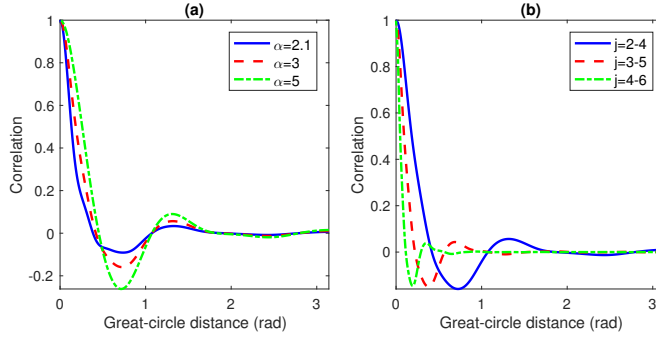 (a)
1
0.8
0.6
0.4
0.2
0
-0.2
Correlation
α=2.1
α=3
α=5
0
1
2
3
Great-circle distance (rad)
(b)
1
0.8
0.6
0.4
0.2
0
Correlation
j=2-4
j=3-5
j=4-6
0
1
2
3
Great-circle distance (rad)